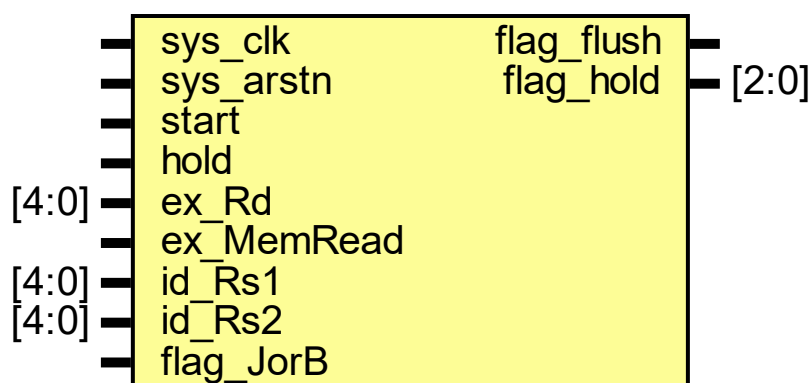 sys_clk flag_flush
sys_arstn flag_hold [2:0]
start
hold
[4:0] ex_Rd
ex_MemRead
[4:0] id_Rs1
[4:0] id_Rs2
flag_JorB